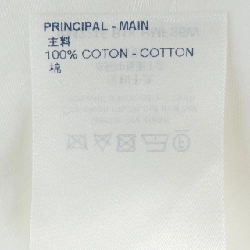 PRINCIPAL - MAIN
主料
100% COTON - COTTON
棉